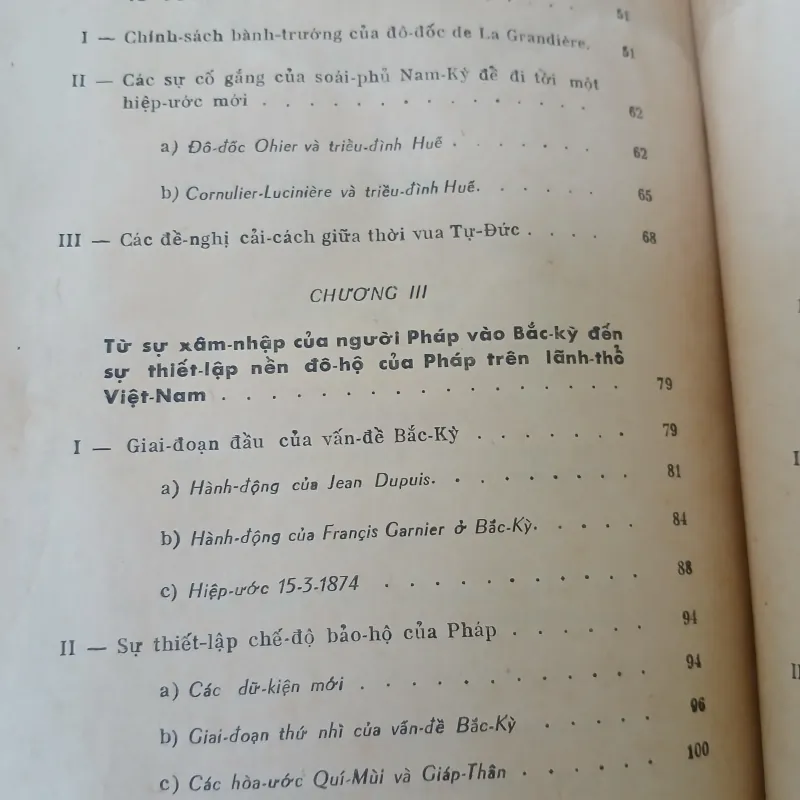 51
I — Chính-sách bành-trướng của đô-đốc de La Grandière. 51
II — Các sự cố gắng của soái-phủ Nam-Kỳ để đi tới một
hiệp-ước mới . . . . . . . . . . . . . . . 62
a) Đô-đốc Ohier và triều-đình Huế . . . . . . . 62
b) Cornulier-Lucinière và triều-đình Huế. . . . . . 65
III — Các đề-nghị cải-cách giữa thời vua Tự-Đức . . . . 68
CHƯƠNG III
Từ sự xâm-nhập của người Pháp vào Bắc-kỳ đến
sự thiết-lập nền đô-hộ của Pháp trên lãnh-thổ
Việt-Nam . . . . . . . . . . . . . . . . . 79
I — Giai-đoạn đầu của vấn-đề Bắc-Kỳ . . . . . . 79
a) Hành-động của Jean Dupuis. . . . . . . . . 81
b) Hành-động của Françis Garnier ở Bắc-Kỳ. . . . . 84
c) Hiệp-ước 15-3-1874 . . . . . . . . . . . 88
II — Sự thiết-lập chế-độ bảo-hộ của Pháp . . . . . . 94
a) Các dữ-kiện mới . . . . . . . . . . . . 94
b) Giai-đoạn thứ nhì của vấn-đề Bắc-Kỳ . . . . . 96
c) Các hòa-ước Quí-Mùi và Giáp-Thân . . . . . . 100